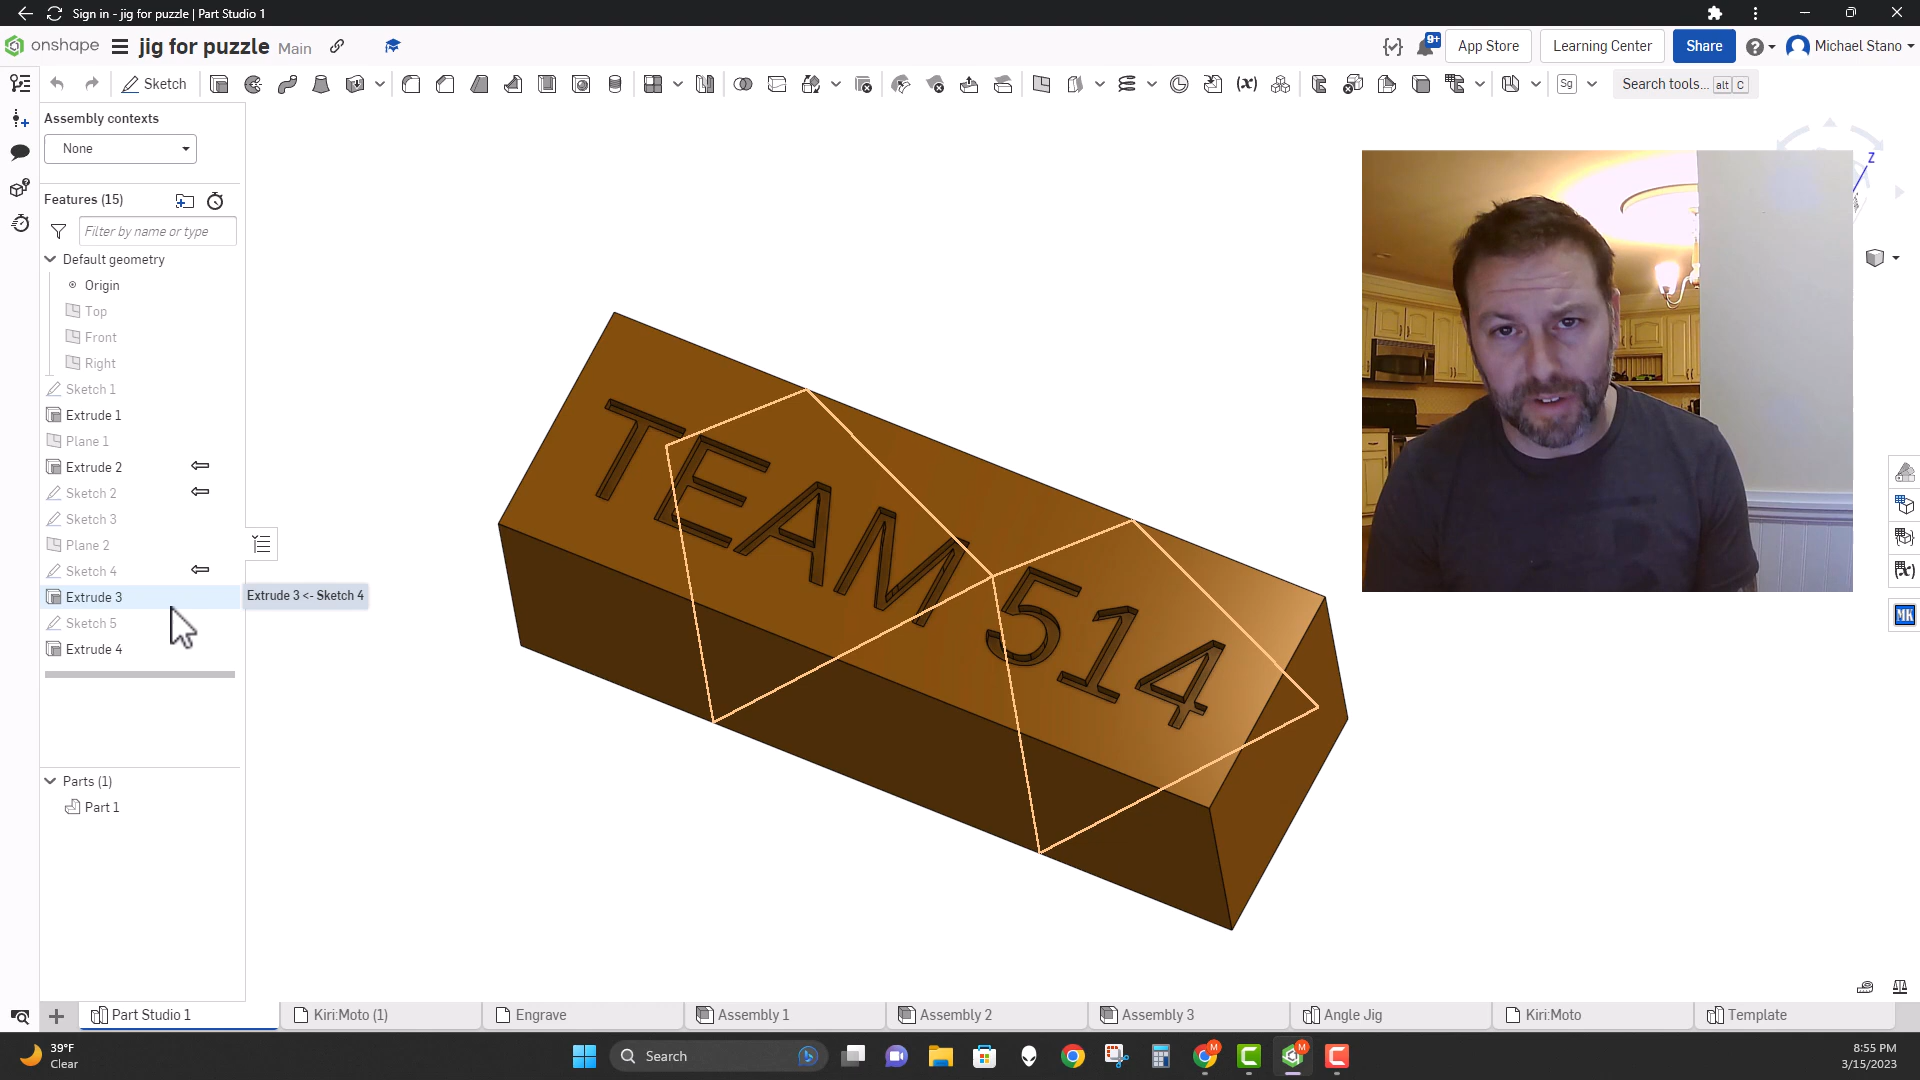 Sign in - jig for puzzle | Part Studio 1
onshape
jig for puzzle Main
9+
App Store
Learning Center
Share
Michael Stano
Sketch
Sg
Search tools... alt C
Assembly contexts
None
Features (15)
Filter by name or type
Default geometry
Origin
Top
Front
Right
Sketch 1
Extrude 1
Plane 1
Extrude 2
Sketch 2
Sketch 3
Plane 2
Sketch 4
Extrude 3
Extrude 3 <- Sketch 4
Sketch 5
Extrude 4
Parts (1)
Part 1
TEAM 514
Z
MK
Part Studio 1
Kiri:Moto (1)
Engrave
Assembly 1
Assembly 2
Assembly 3
Angle Jig
Kiri:Moto
Template
39°F
Clear
Search
M
M
8:55 PM
3/15/2023